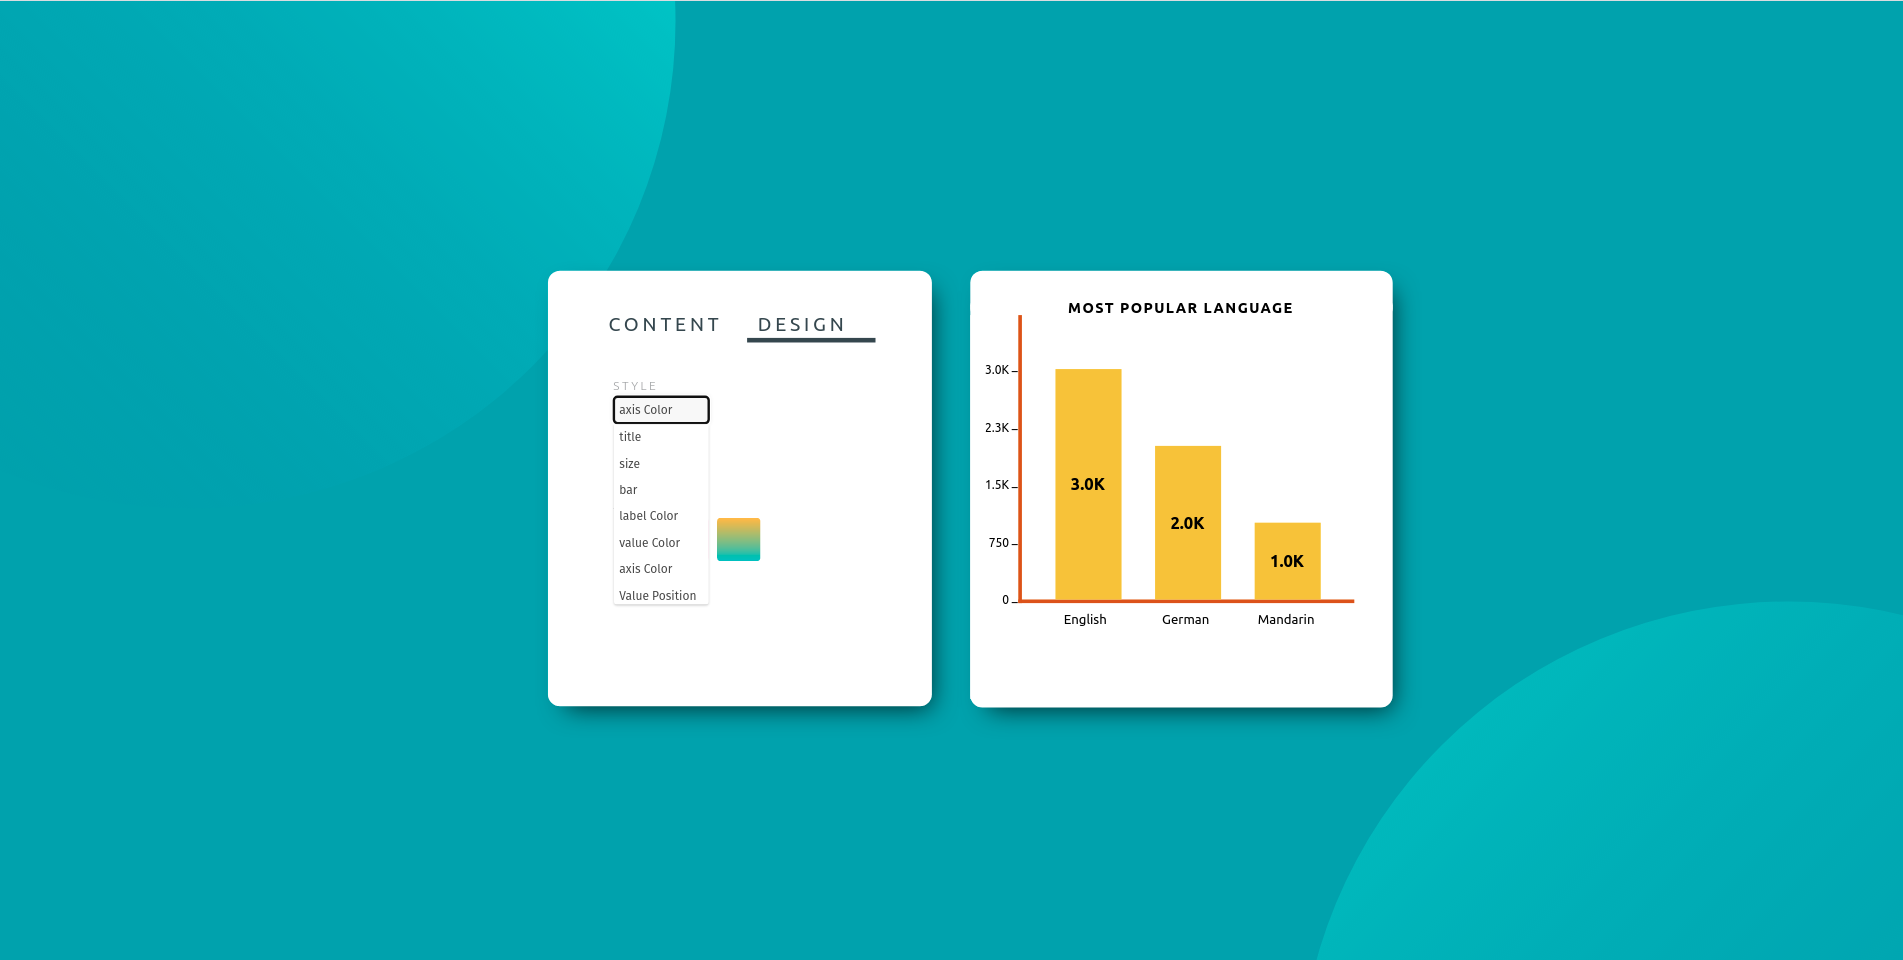 CONTENT DESIGN
STYLE
axis Color
title
size
bar
label Color
value Color
axis Color
Value Position
MOST POPULAR LANGUAGE
3.0K
2.3K
1.5K
750
0
3.0K
2.0K
1.0K
English German Mandarin